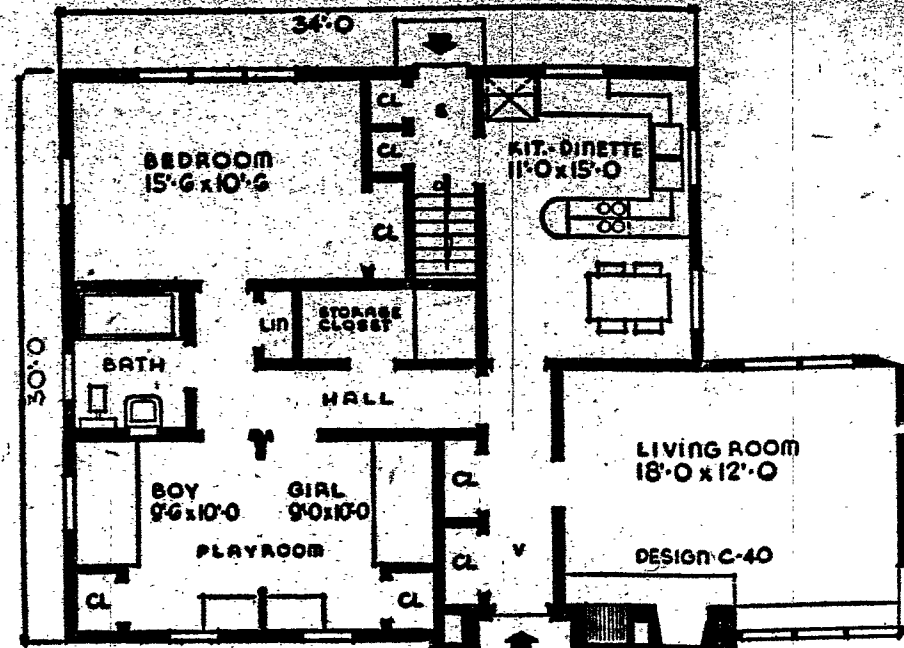 34'-0
CL
CL
BEDROOM
15'-6 x 10'-6
KIT.-DINETTE
11'-0 x 15'-0
CL
LIN
STORAGE
CLOSET
BATH
30'-0
HALL
LIVING ROOM
18'-0 x 12'-0
CL
BOY
9'-6 x 10'-0
GIRL
9'-0 x 10'-0
PLAYROOM
V
DESIGN C-40
CL
CL
CL